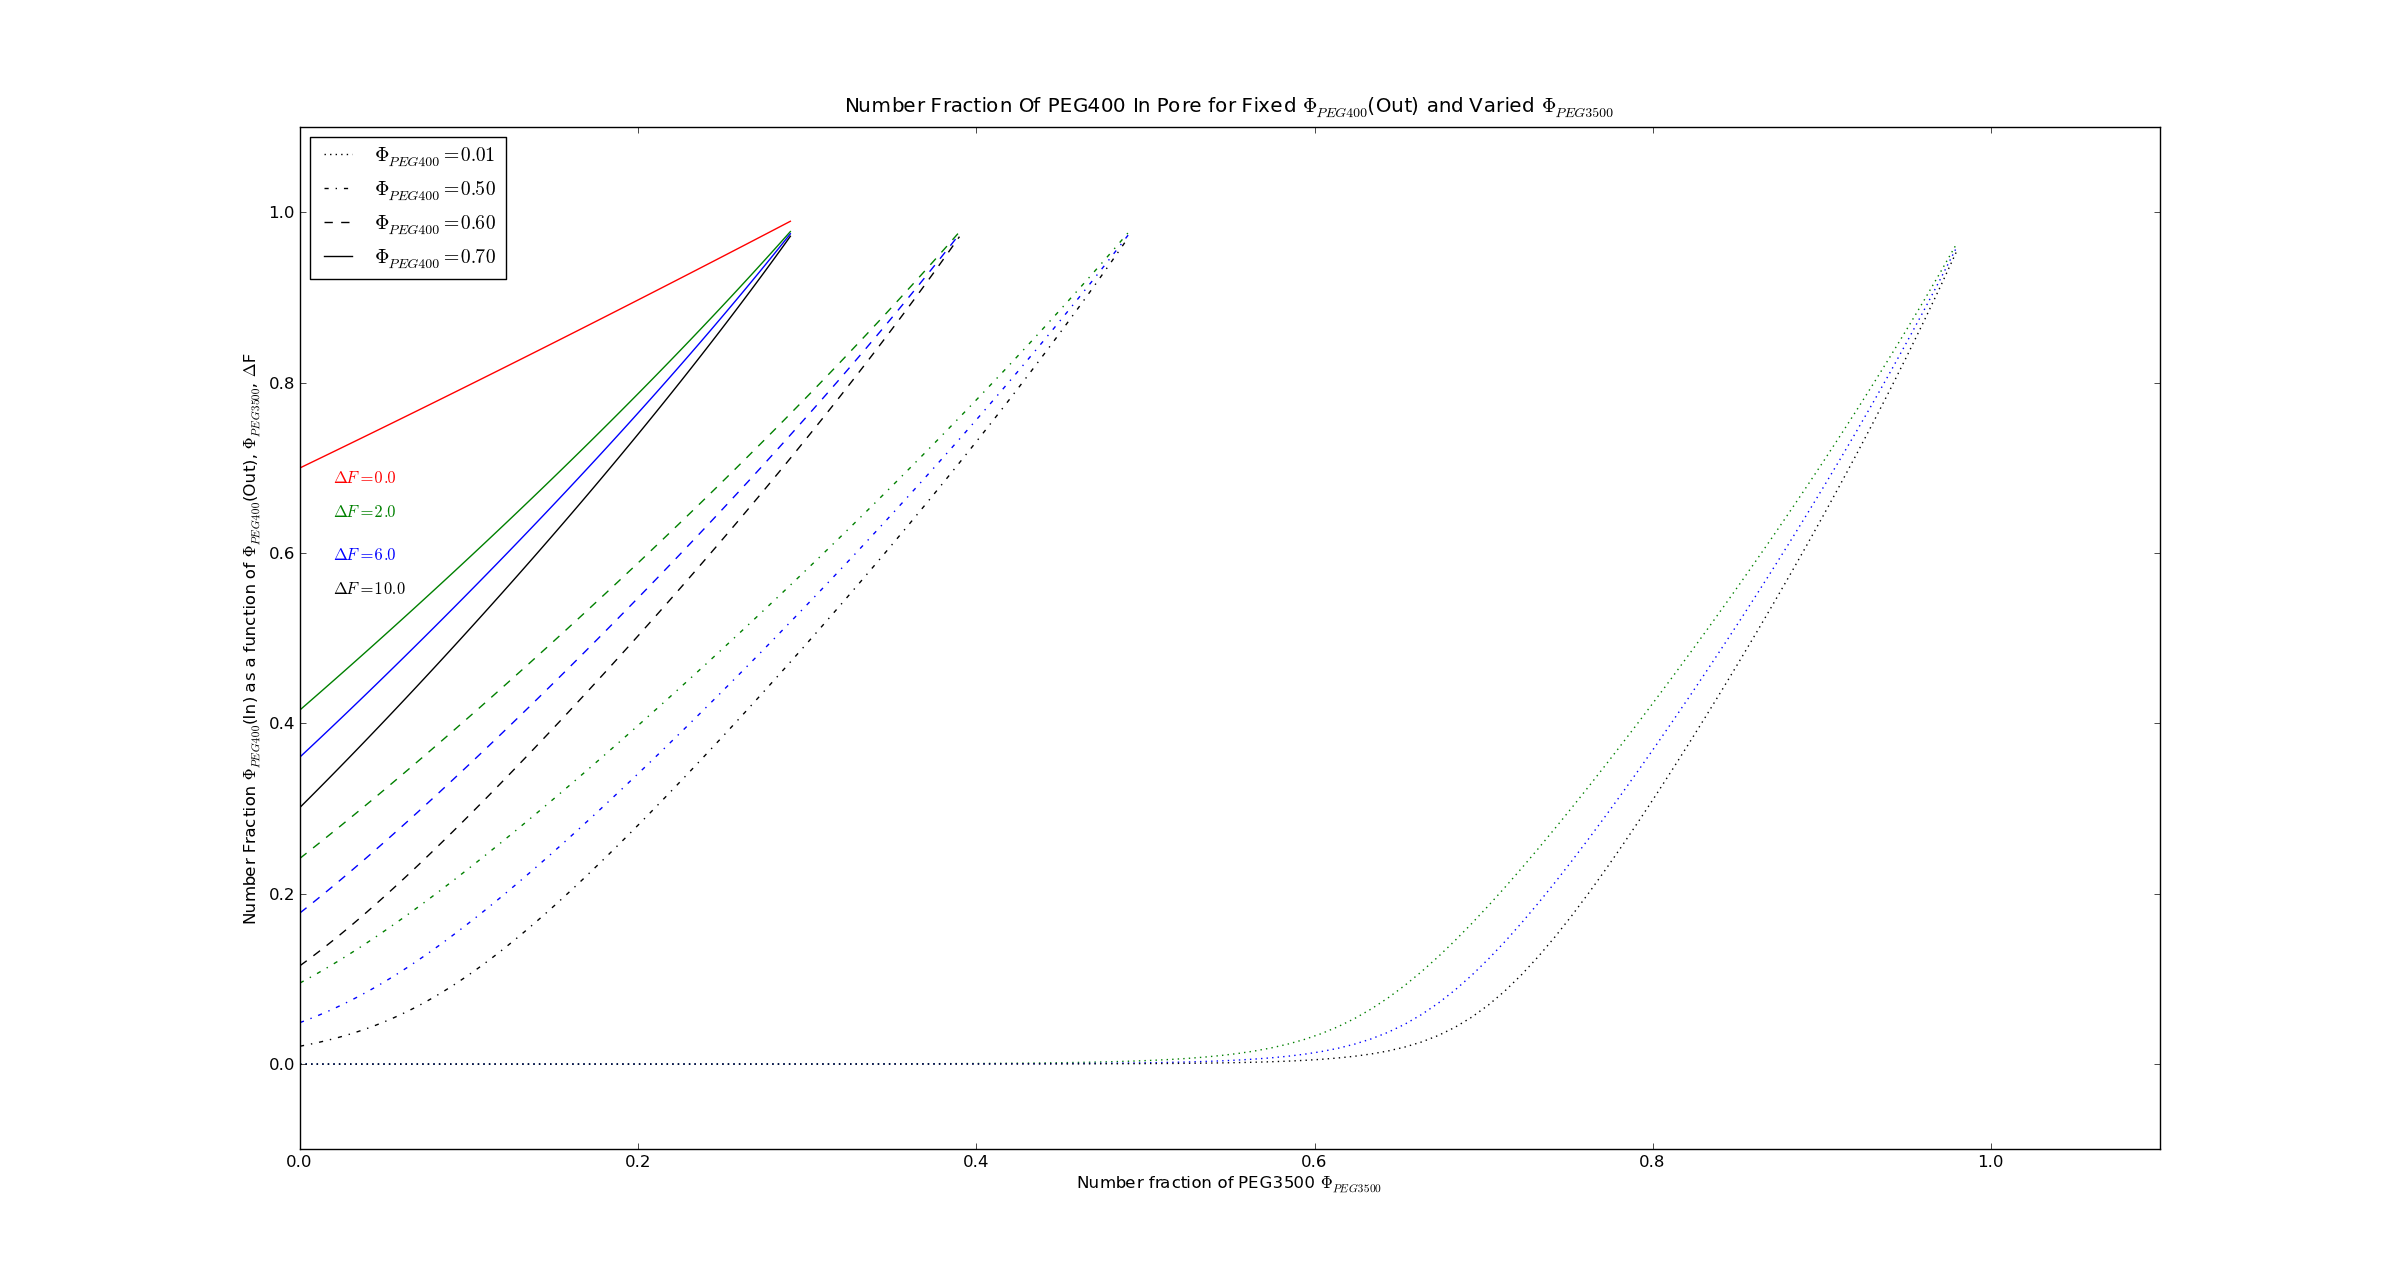 Number Fraction Of PEG400 In Pore for Fixed Φ_PEG400(Out) and Varied Φ_PEG3500
Φ_PEG400 = 0.01
Φ_PEG400 = 0.50
Φ_PEG400 = 0.60
Φ_PEG400 = 0.70
Number Fraction Φ_PEG400(In) as a function of Φ_PEG400(Out), Φ_PEG3500, ΔF
1.0
0.8
0.6
0.4
0.2
0.0
ΔF=0.0
ΔF=2.0
ΔF=6.0
ΔF=10.0
0.0 0.2 0.4 0.6 0.8 1.0
Number fraction of PEG3500 Φ_PEG3500